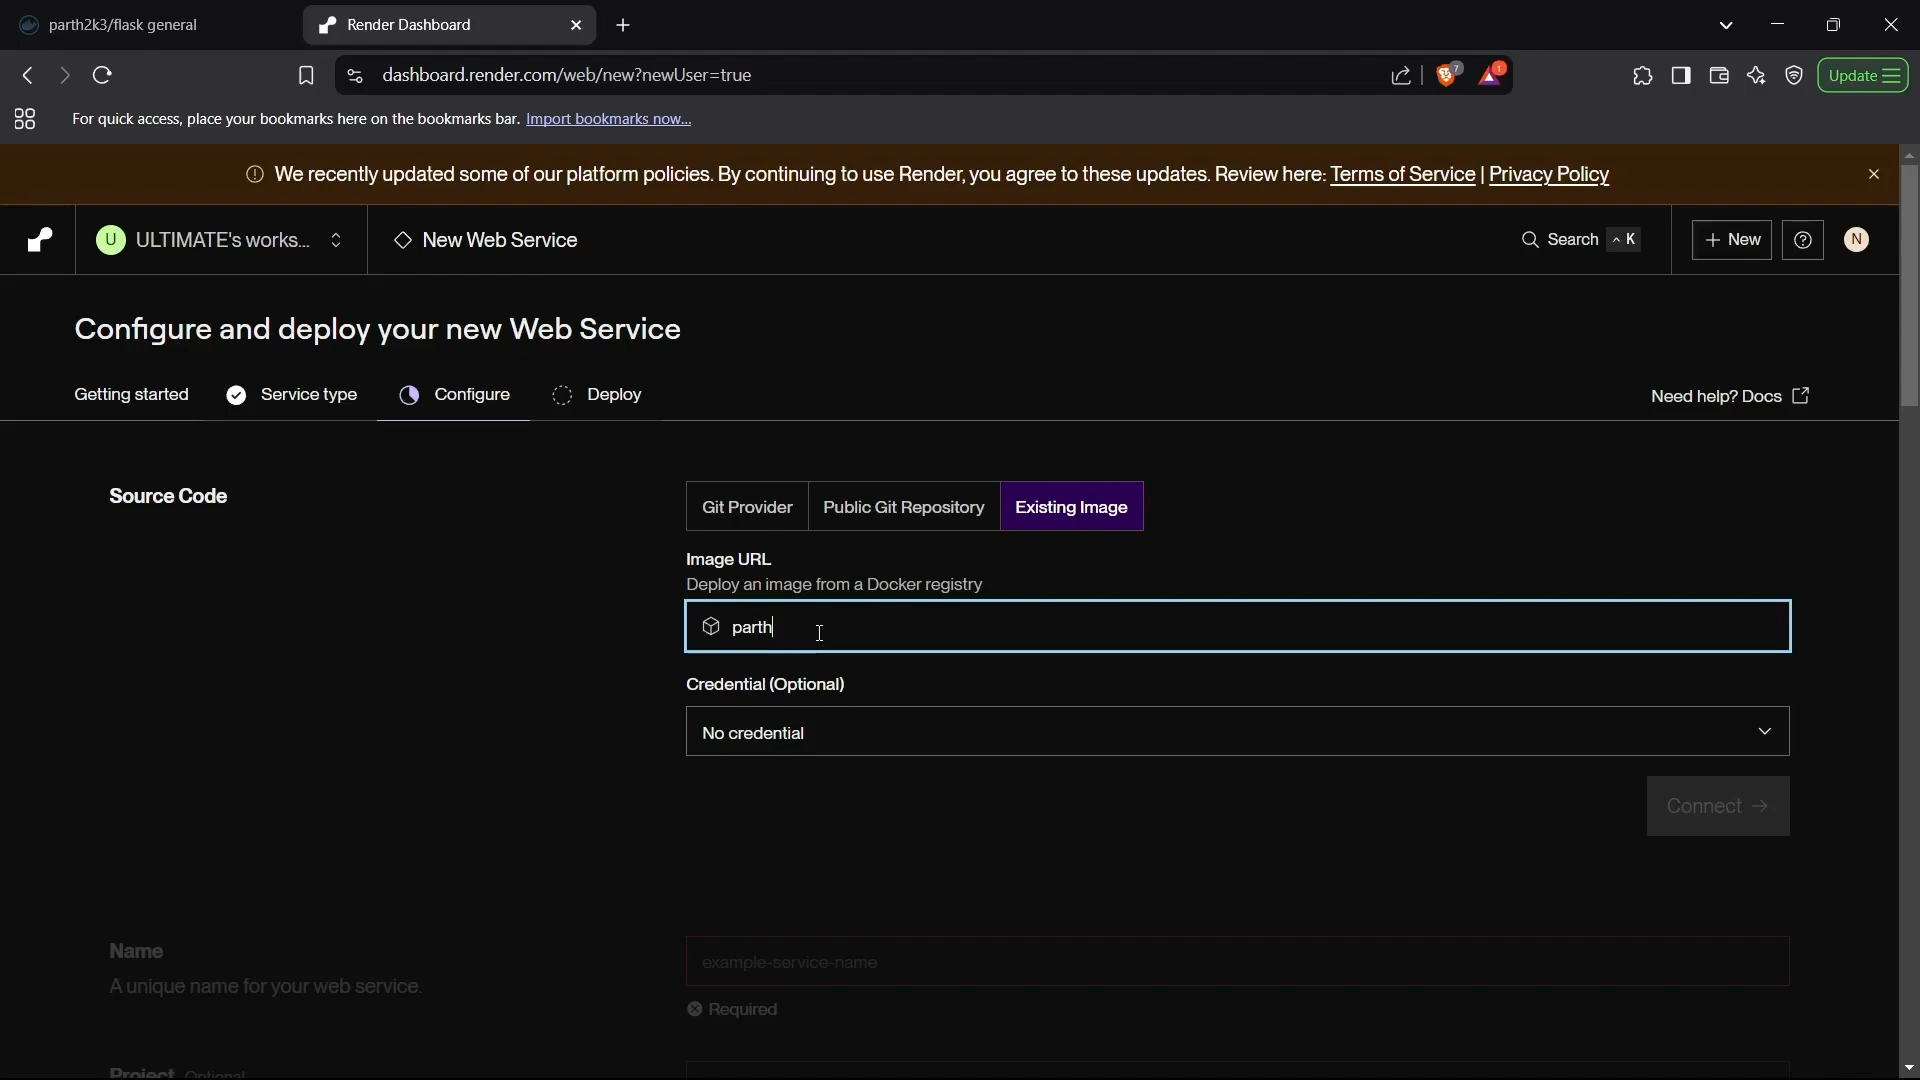 parth2k3/flask general
Render Dashboard
dashboard.render.com/web/new?newUser=true
7
1
Update
For quick access, place your bookmarks here on the bookmarks bar. Import bookmarks now...
We recently updated some of our platform policies. By continuing to use Render, you agree to these updates. Review here: Terms of Service | Privacy Policy
U ULTIMATE's works...
New Web Service
Search ^ K
+ New
N
Configure and deploy your new Web Service
Getting started
Service type
Configure
Deploy
Need help? Docs
Source Code
Git Provider
Public Git Repository
Existing Image
Image URL
Deploy an image from a Docker registry
parth
Credential (Optional)
No credential
Connect →
Name
A unique name for your web service.
example-service-name
Required
Project Optional